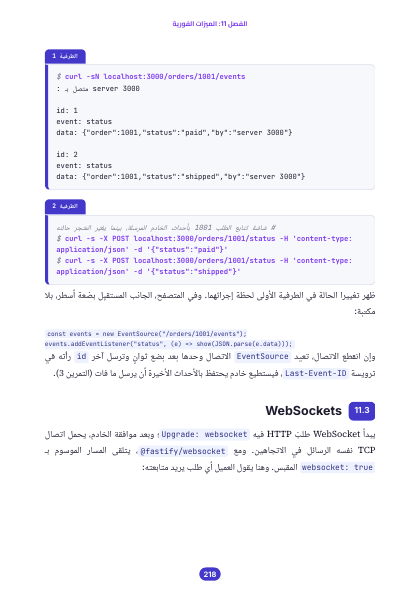 الفصل 11: الميزات الفورية
الطرفية 1
$ curl -sN localhost:3000/orders/1001/events
: متصل بـ server 3000
id: 1
event: status
data: {"order":1001,"status":"paid","by":"server 3000"}
id: 2
event: status
data: {"order":1001,"status":"shipped","by":"server 3000"}
الطرفية 2
# شاشة تتابع الطلب 1001 بأحداث الخادم المرسلة، بينما يغير المتجر حالته
$ curl -s -X POST localhost:3000/orders/1001/status -H 'content-type:
application/json' -d '{"status":"paid"}'
$ curl -s -X POST localhost:3000/orders/1001/status -H 'content-type:
application/json' -d '{"status":"shipped"}'
ظهر تغييرا الحالة في الطرفية الأولى لحظة إجرائهما. وفي المتصفح، الجانب المستقبل بضعة أسطر، بلا
مكتبة:
const events = new EventSource("/orders/1001/events");
events.addEventListener("status", (e) => show(JSON.parse(e.data)));
وإن انقطع الاتصال، تعيد EventSource الاتصال وحدها بعد بضع ثوانٍ وترسل آخر id رأته في
ترويسة Last-Event-ID، فيستطيع خادم يحتفظ بالأحداث الأخيرة أن يرسل ما فات (التمرين 3).
11.3 WebSockets
يبدأ WebSocket طلبَ HTTP فيه Upgrade: websocket؛ وبعد موافقة الخادم، يحمل اتصال
TCP نفسه الرسائل في الاتجاهين. ومع @fastify/websocket، يتلقى المسار الموسوم بـ
websocket: true المقبس. وهنا يقول العميل أي طلب يريد متابعته:
218